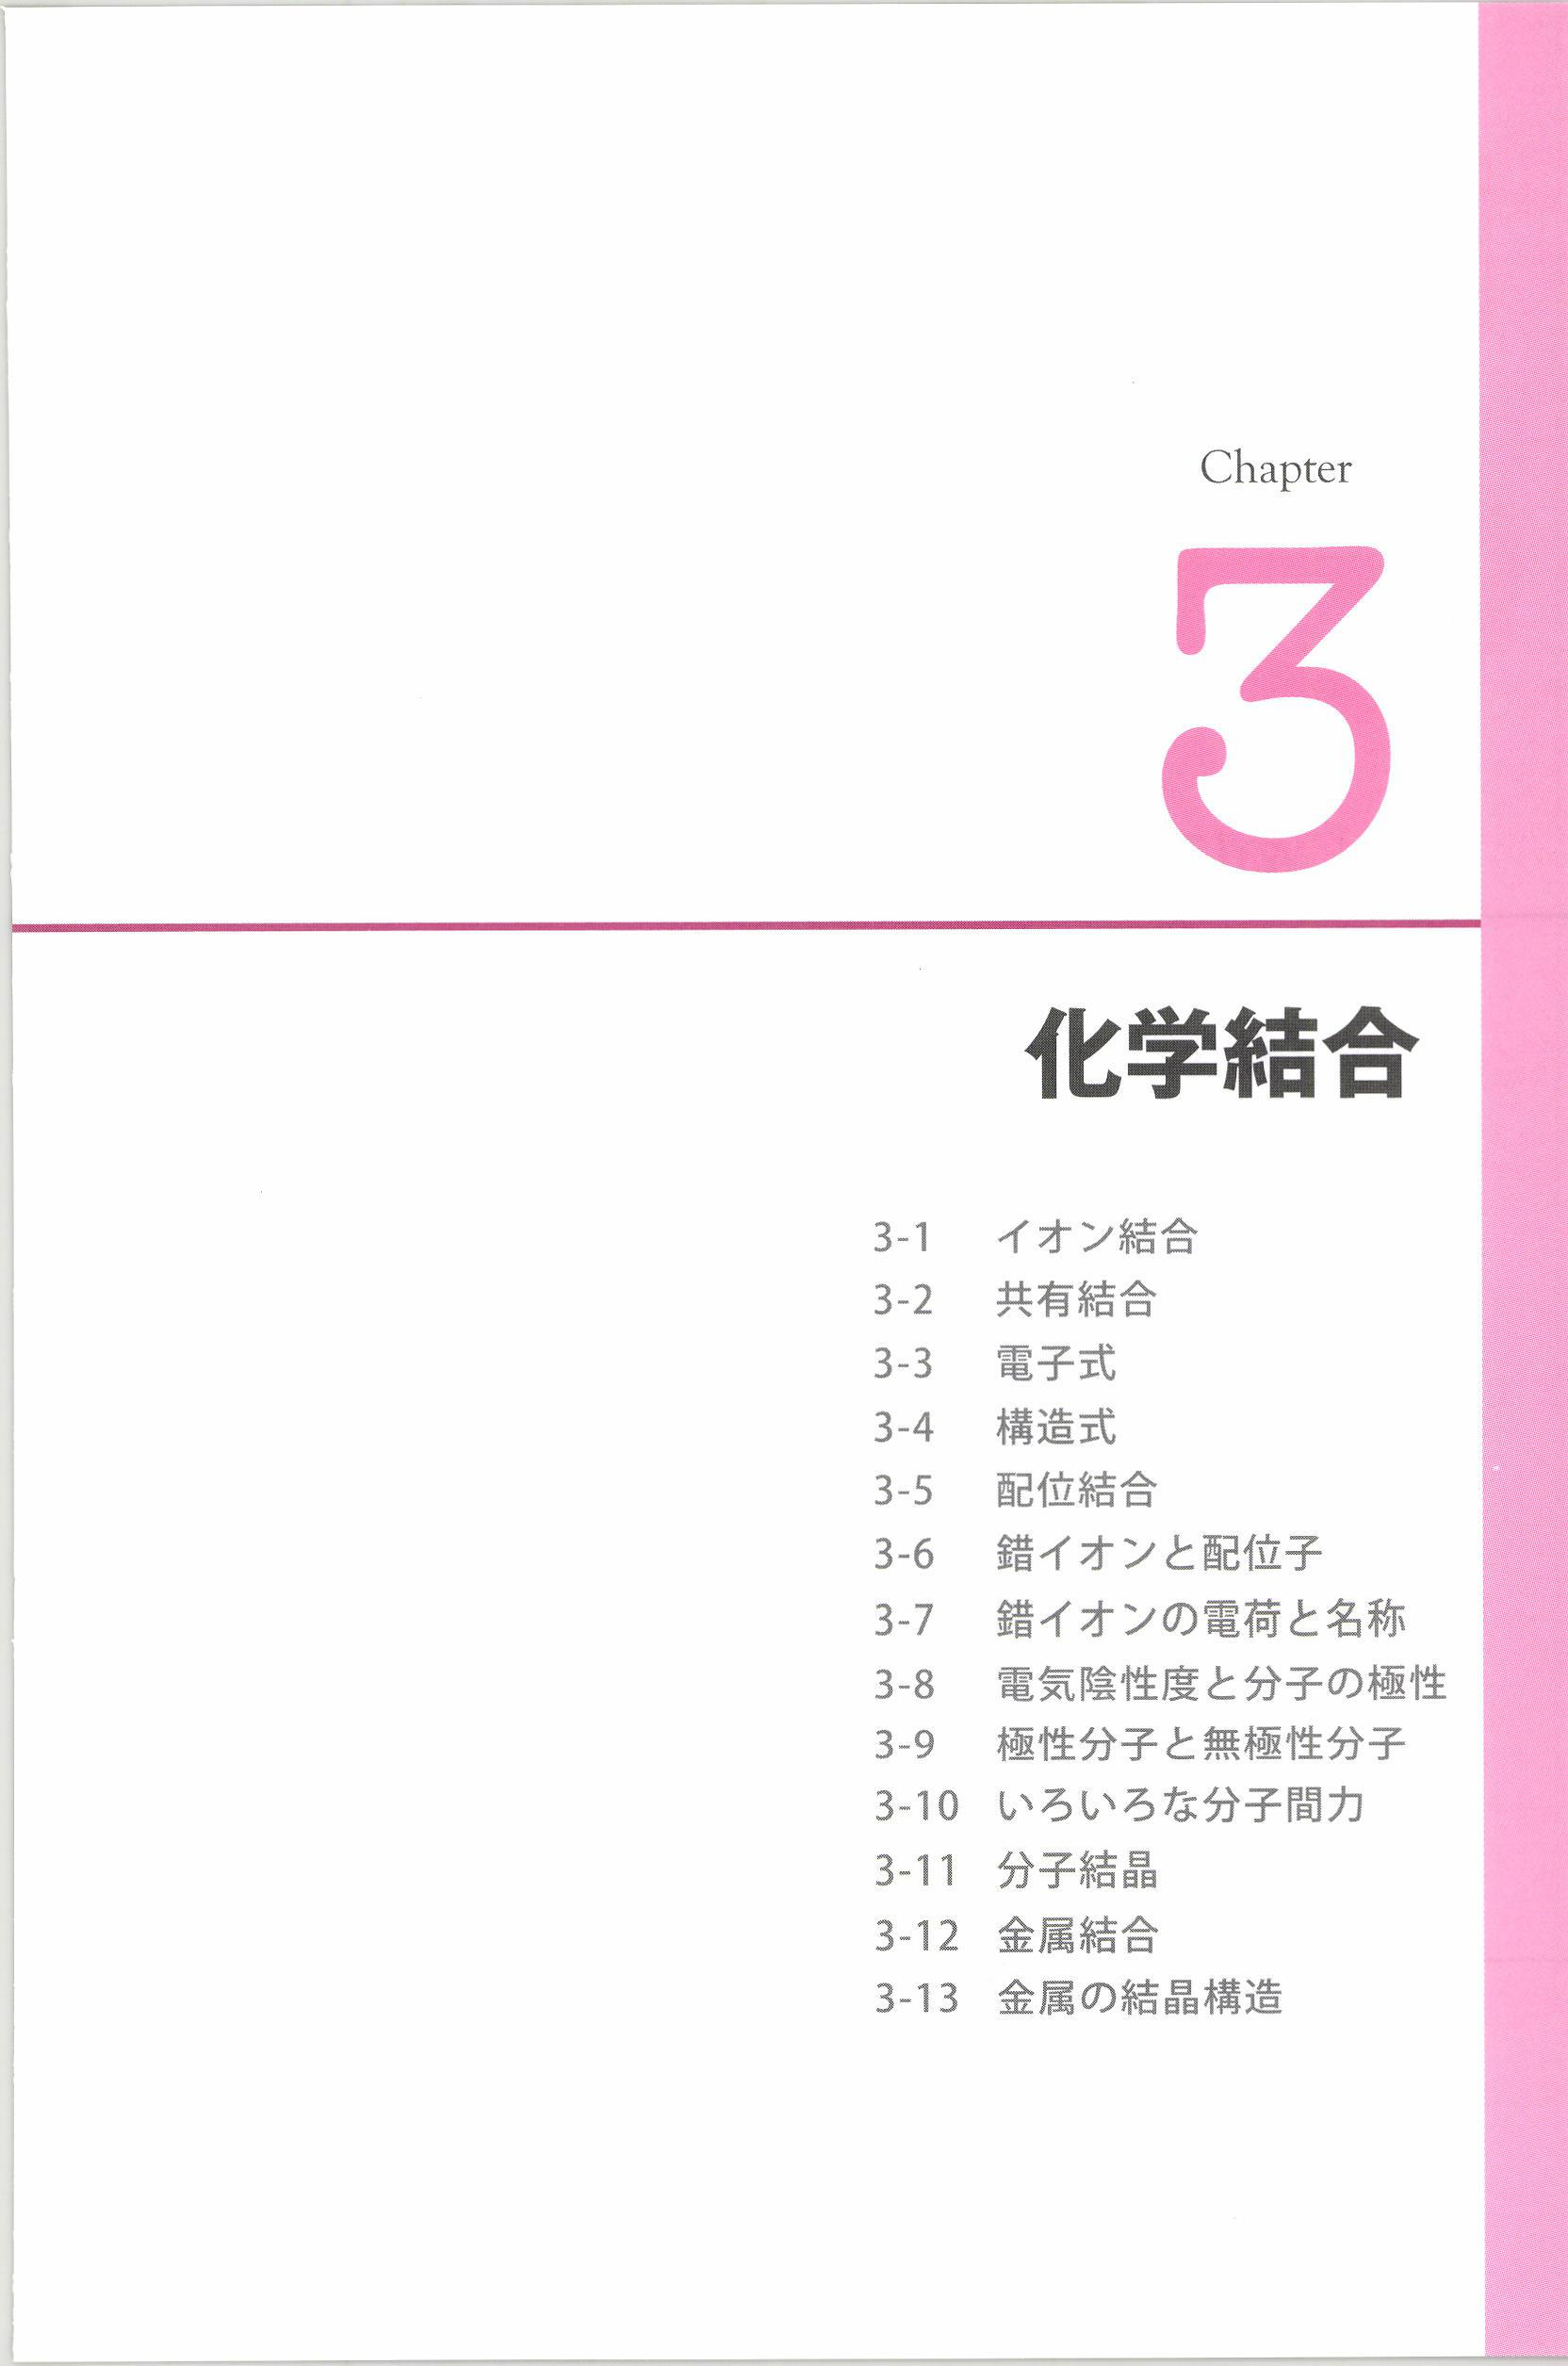 Chapter
3
化学結合
3-1 イオン結合
3-2 共有結合
3-3 電子式
3-4 構造式
3-5 配位結合
3-6 錯イオンと配位子
3-7 錯イオンの電荷と名称
3-8 電気陰性度と分子の極性
3-9 極性分子と無極性分子
3-10 いろいろな分子間力
3-11 分子結晶
3-12 金属結合
3-13 金属の結晶構造